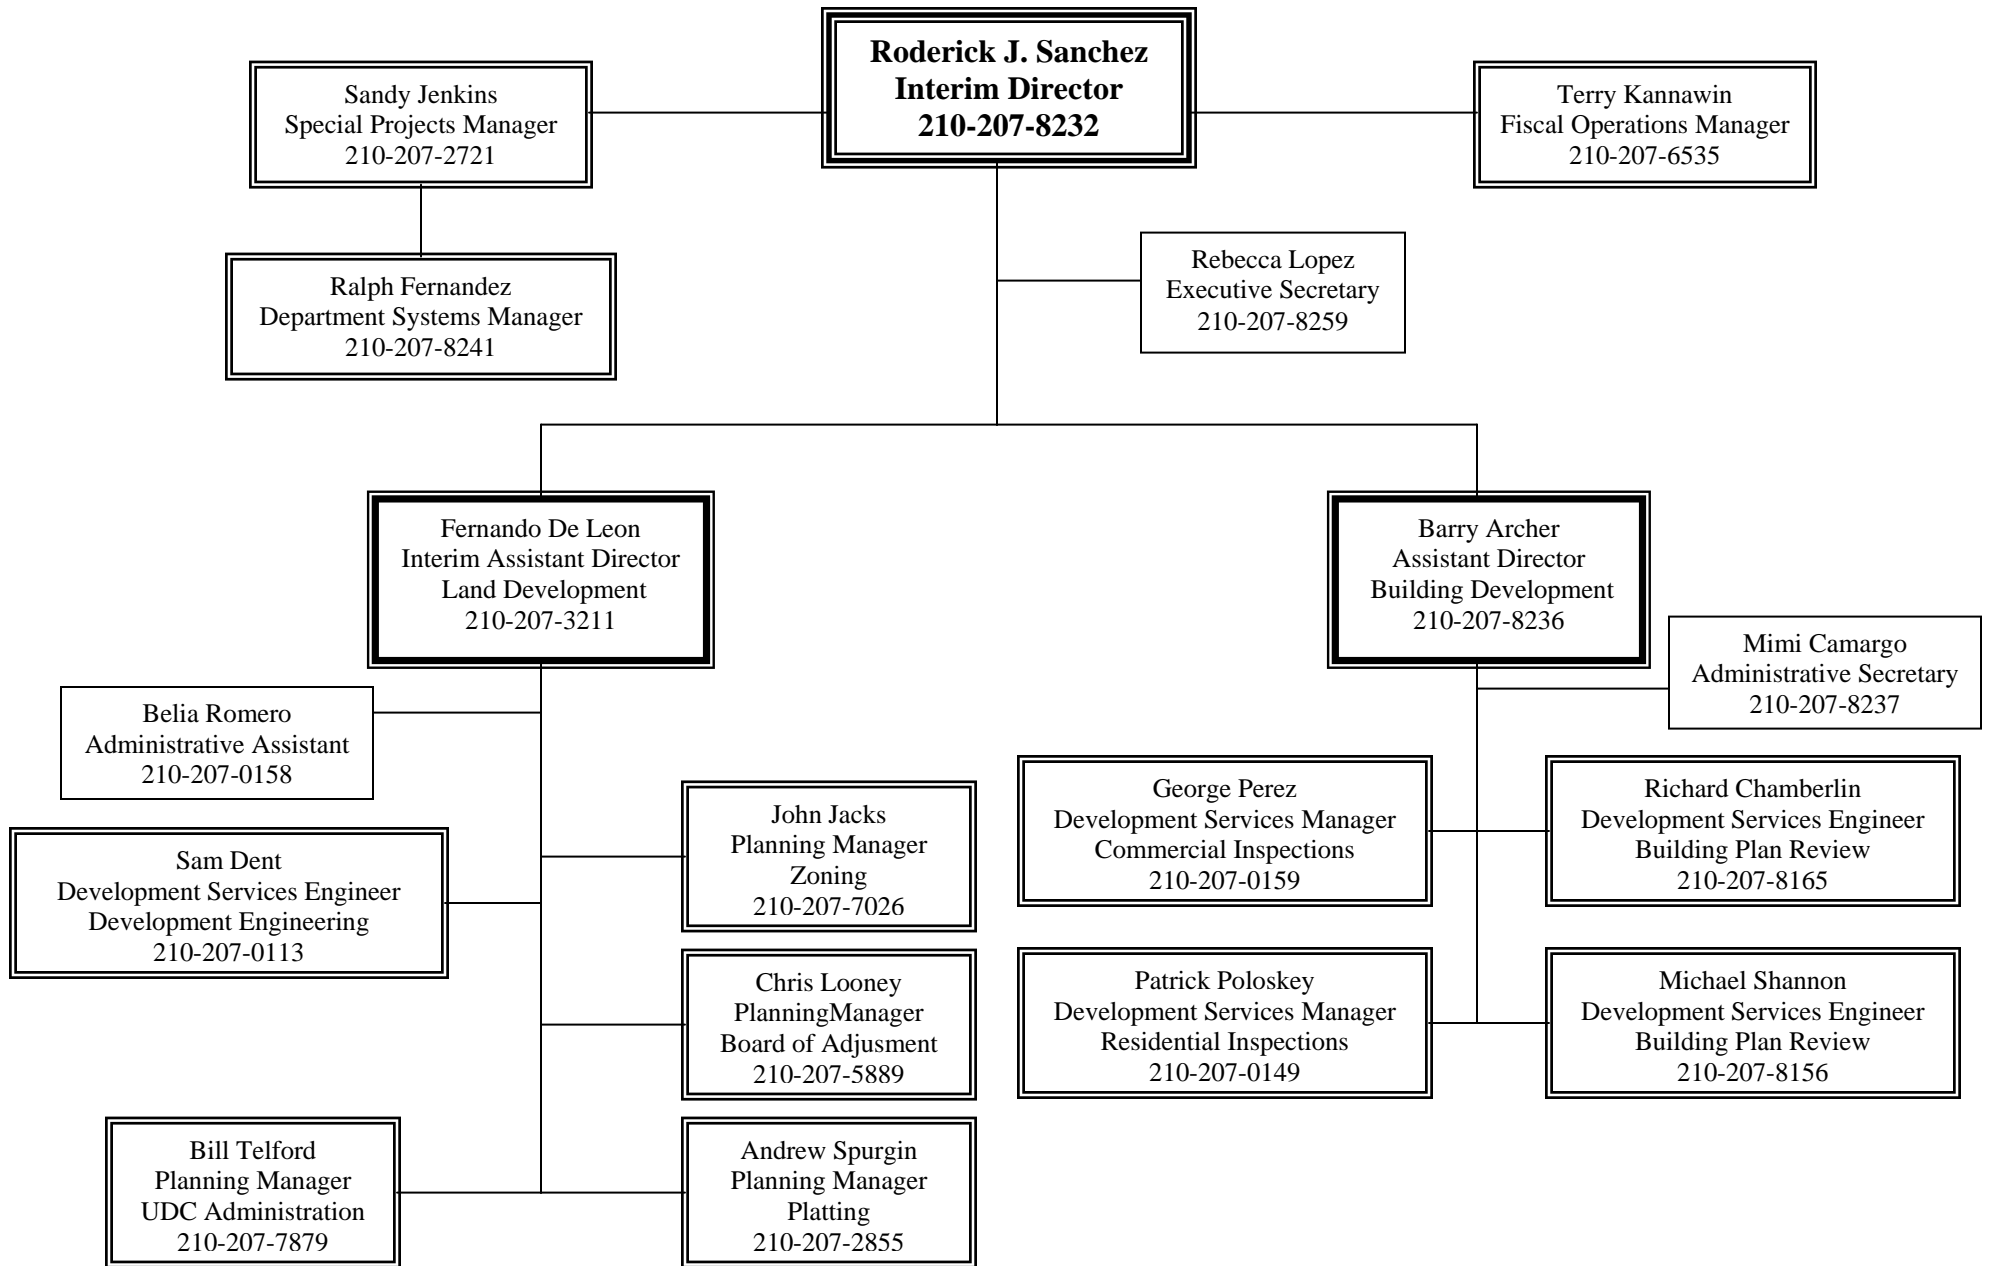 Roderick J. Sanchez
Interim Director
210-207-8232
Sandy Jenkins
Special Projects Manager
210-207-2721
Terry Kannawin
Fiscal Operations Manager
210-207-6535
Ralph Fernandez
Department Systems Manager
210-207-8241
Rebecca Lopez
Executive Secretary
210-207-8259
Fernando De Leon
Interim Assistant Director
Land Development
210-207-3211
Barry Archer
Assistant Director
Building Development
210-207-8236
Mimi Camargo
Administrative Secretary
210-207-8237
Belia Romero
Administrative Assistant
210-207-0158
John Jacks
Planning Manager
Zoning
210-207-7026
George Perez
Development Services Manager
Commercial Inspections
210-207-0159
Richard Chamberlin
Development Services Engineer
Building Plan Review
210-207-8165
Sam Dent
Development Services Engineer
Development Engineering
210-207-0113
Chris Looney
PlanningManager
Board of Adjusment
210-207-5889
Patrick Poloskey
Development Services Manager
Residential Inspections
210-207-0149
Michael Shannon
Development Services Engineer
Building Plan Review
210-207-8156
Bill Telford
Planning Manager
UDC Administration
210-207-7879
Andrew Spurgin
Planning Manager
Platting
210-207-2855